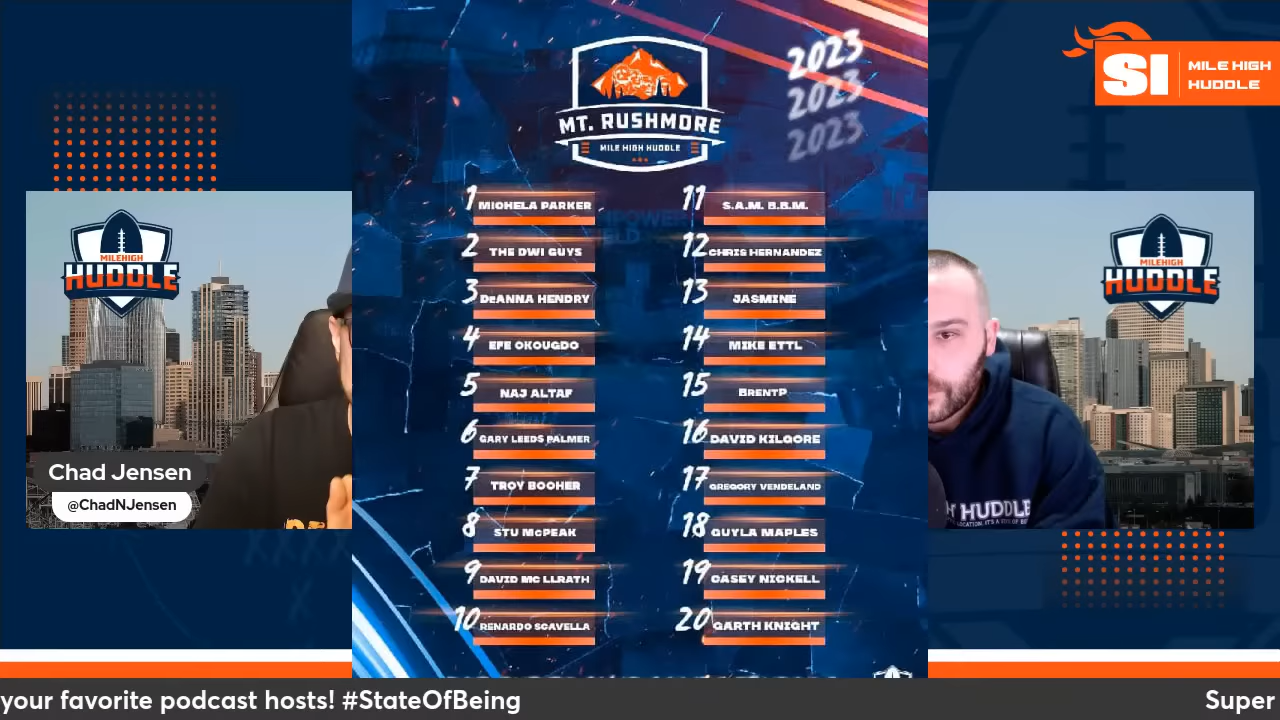 2023
2023
2023
MT. RUSHMORE
MILE HIGH HUDDLE
SI MILE HIGH HUDDLE
1 MICHELA PARKER
2 THE DWI GUYS
3 DEANNA HENDRY
4 EFE OKOUGDO
5 NAJ ALTAF
6 GARY LEEDS PALMER
7 TROY BOOHER
8 STU McPEAK
9 DAVID MC LLRATH
10 RENARDO SCAVELLA
11 S.A.M. B.B.M.
12 CHRIS HERNANDEZ
13 JASMINE
14 MIKE ETTL
15 BRENTP
16 DAVID KILGORE
17 GREGORY VENDELAND
18 GUYLA MAPLES
19 CASEY NICKELL
20 GARTH KNIGHT
MILEHIGH
HUDDLE
MILEHIGH
HUDDLE
Chad Jensen
@ChadNJensen
HUDDLE
your favorite podcast hosts! #StateOfBeing
Super